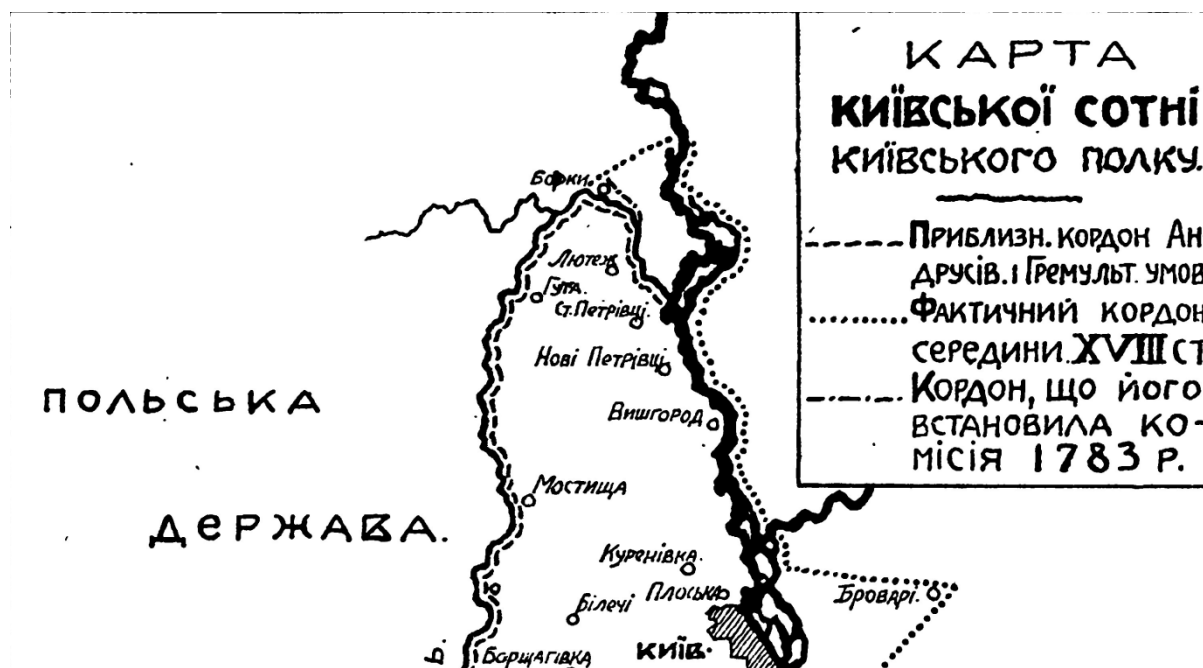 КАРТА
КИЇВСЬКОЇ СОТНІ
КИЇВСЬКОГО ПОЛКУ.
ПРИБЛИЗН. КОРДОН АН
ДРУСІВ. І ГРЕМУЛЬТ. УМОВ
ФАКТИЧНИЙ КОРДОН
СЕРЕДИНИ. XVIII СТ
КОРДОН, ЩО ЙОГО
ВСТАНОВИЛА КО-
МІСІЯ 1783 Р.
Борки.
Лютеж
Гута.
Ст. Петрівці.
Нові Петрівці
Вишгород
ПОЛЬСЬКА
ДЕРЖАВА.
Мостища
Куренівка.
Плоська
Бровари.
Білечі
КИЇВ.
Борщагівка
Ь.